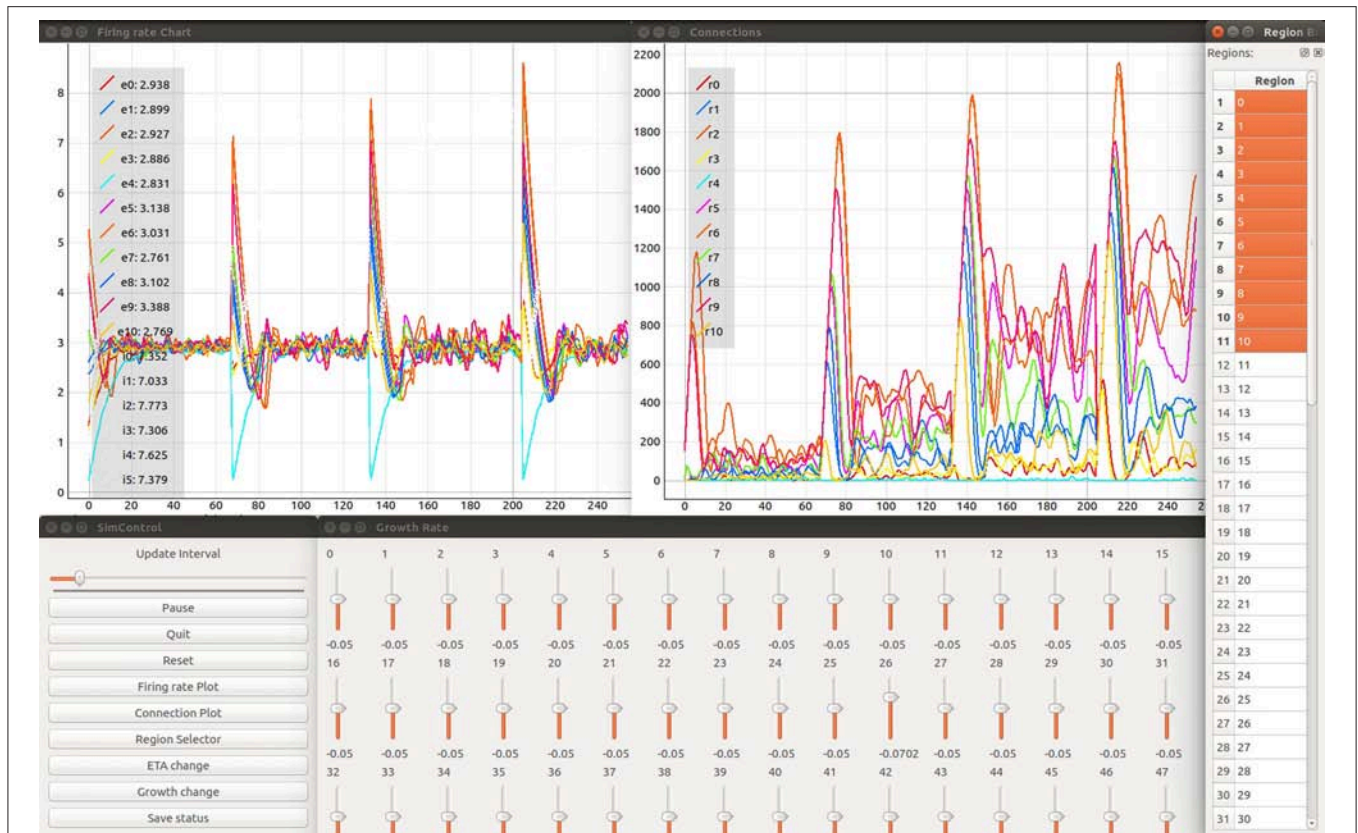 Firing rate Chart
8
7
6
5
4
3
2
1
0
e0: 2.938
e1: 2.899
e2: 2.927
e3: 2.886
e4: 2.831
e5: 3.138
e6: 3.031
e7: 2.761
e8: 3.102
e9: 3.388
e10: 2.769
i0: 7.352
i1: 7.033
i2: 7.773
i3: 7.306
i4: 7.625
i5: 7.379
0 20 40 60 80 100 120 140 160 180 200 220 240
Connections
2200
2000
1800
1600
1400
1200
1000
800
600
400
200
0
r0
r1
r2
r3
r4
r5
r6
r7
r8
r9
r10
0 20 40 60 80 100 120 140 160 180 200 220 240 2
Region B
Regions:
Region
1 0
2 1
3 2
4 3
5 4
6 5
7 6
8 7
9 8
10 9
11 10
12 11
13 12
14 13
15 14
16 15
17 16
18 17
19 18
20 19
21 20
22 21
23 22
24 23
25 24
26 25
27 26
28 27
29 28
30 29
31 30
SimControl
Update Interval
Pause
Quit
Reset
Firing rate Plot
Connection Plot
Region Selector
ETA change
Growth change
Save status
Growth Rate
0 1 2 3 4 5 6 7 8 9 10 11 12 13 14 15
-0.05 -0.05 -0.05 -0.05 -0.05 -0.05 -0.05 -0.05 -0.05 -0.05 -0.05 -0.05 -0.05 -0.05 -0.05 -0.05
16 17 18 19 20 21 22 23 24 25 26 27 28 29 30 31
-0.05 -0.05 -0.05 -0.05 -0.05 -0.05 -0.05 -0.05 -0.05 -0.05 -0.0702 -0.05 -0.05 -0.05 -0.05 -0.05
32 33 34 35 36 37 38 39 40 41 42 43 44 45 46 47